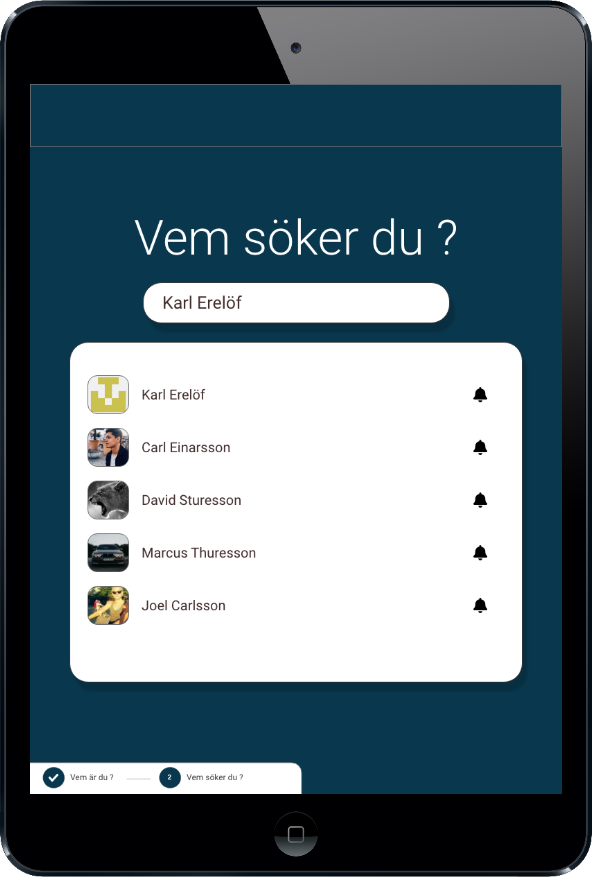 Vem söker du ?
Karl Erelöf
Karl Erelöf
Carl Einarsson
David Sturesson
Marcus Thuresson
Joel Carlsson
Vem är du ? 2 Vem söker du ?